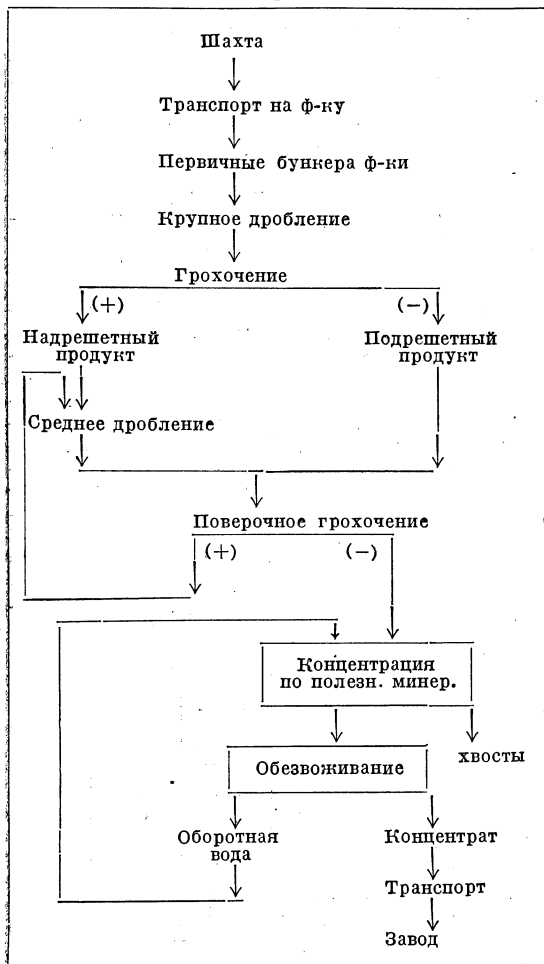 Шахта
Транспорт на ф-ку
Первичные бункера ф-ки
Крупное дробление
Грохочение
(+)
(−)
Надрешетный
продукт
Подрешетный
продукт
Среднее дробление
Поверочное грохочение
(+)
(−)
Концентрация
по полезн. минер.
хвосты
Обезвоживание
Оборотная
вода
Концентрат
Транспорт
Завод